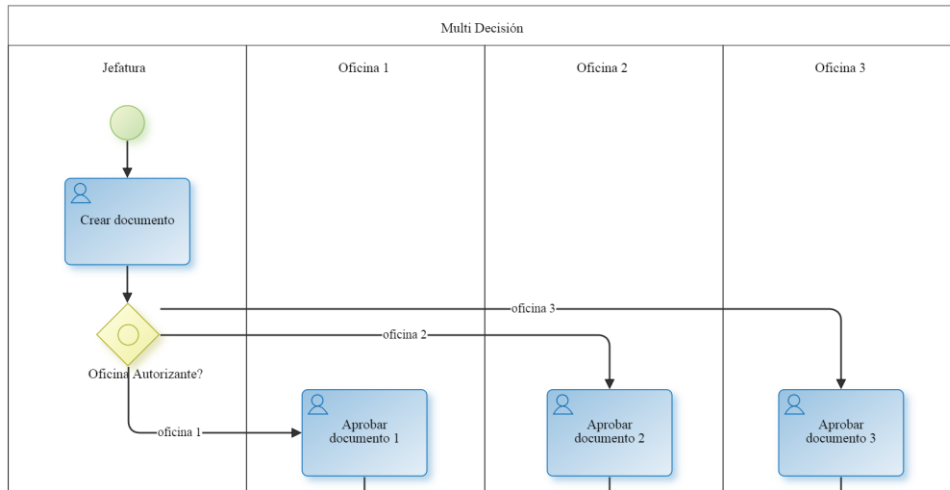 Multi Decisión
Jefatura
Oficina 1
Oficina 2
Oficina 3
Crear documento
oficina 3
oficina 2
Oficina Autorizante?
oficina 1
Aprobar
documento 1
Aprobar
documento 2
Aprobar
documento 3